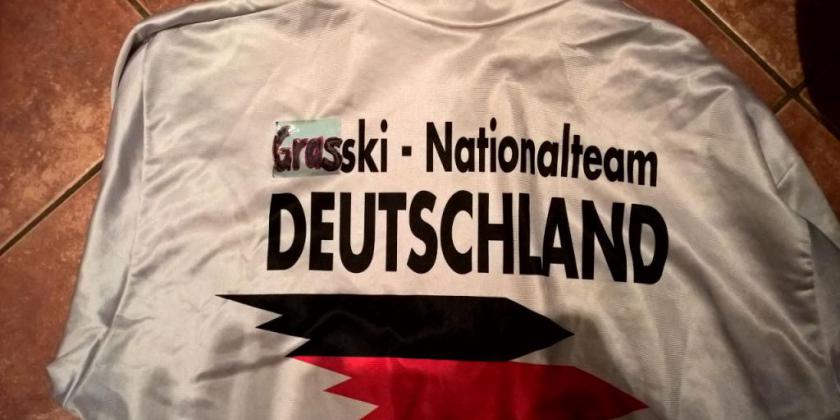 Grasski - Nationalteam
DEUTSCHLAND